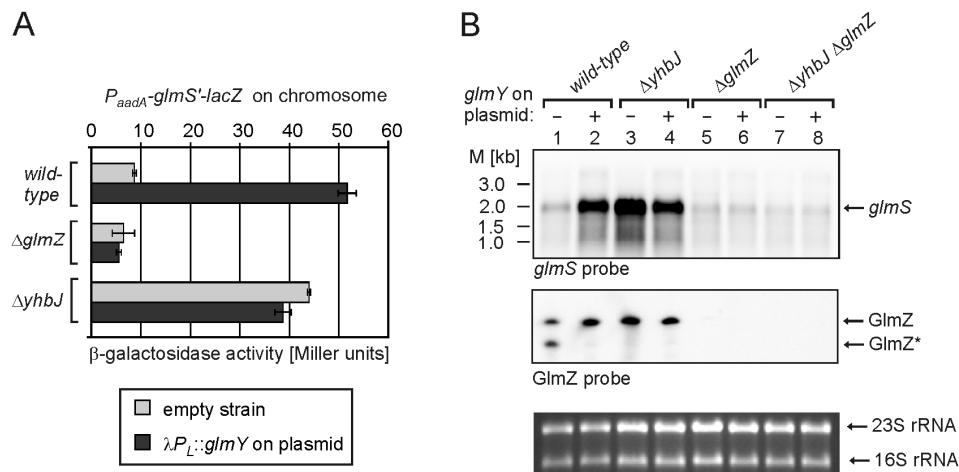 A
P_aadA-glmS'-lacZ on chromosome
0 10 20 30 40 50 60
wild-
type
ΔglmZ
ΔyhbJ
β-galactosidase activity [Miller units]
empty strain
λP_L::glmY on plasmid
B
wild-type ΔyhbJ ΔglmZ ΔyhbJ ΔglmZ
glmY on
plasmid: – + – + – + – +
1 2 3 4 5 6 7 8
M [kb]
3.0
2.0
1.5
1.0
glmS
glmS probe
GlmZ
GlmZ*
GlmZ probe
23S rRNA
16S rRNA